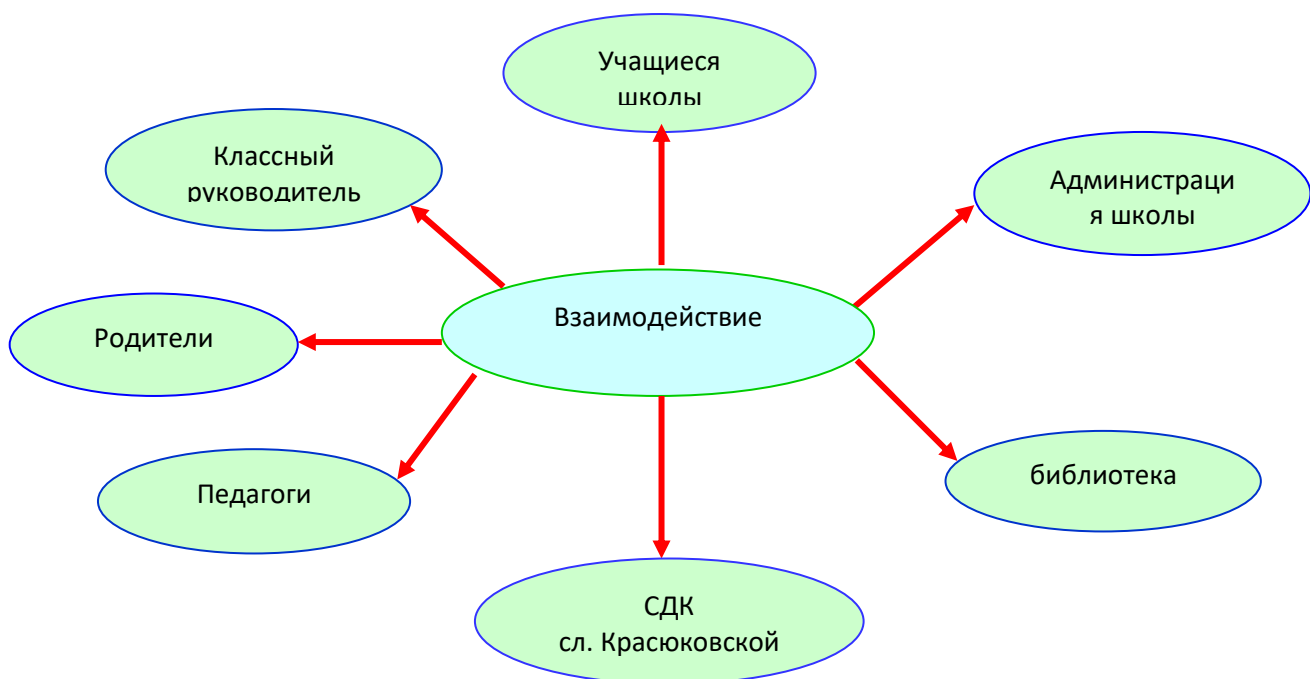 Учащиеся
школы
Классный
руководитель
Администраци
я школы
Взаимодействие
Родители
Педагоги
библиотека
СДК
сл. Красюковской